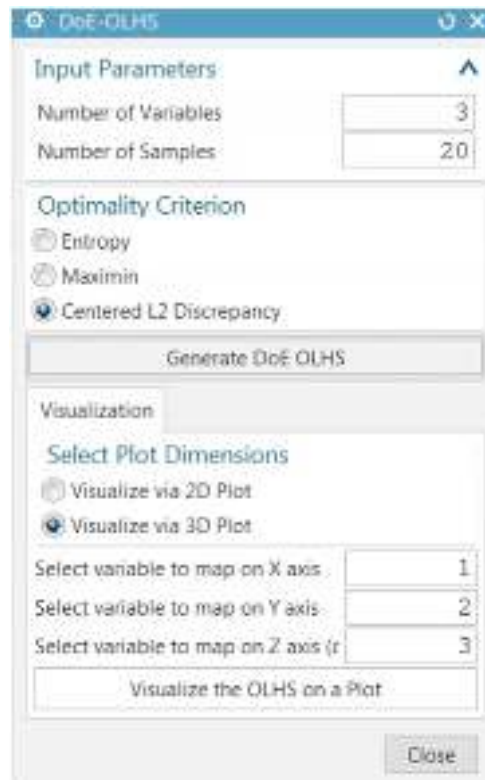 DoE-OLHS
Input Parameters
Number of Variables 3
Number of Samples 20
Optimality Criterion
Entropy
Maximin
Centered L2 Discrepancy
Generate DoE OLHS
Visualization
Select Plot Dimensions
Visualize via 2D Plot
Visualize via 3D Plot
Select variable to map on X axis 1
Select variable to map on Y axis 2
Select variable to map on Z axis (r 3
Visualize the OLHS on a Plot
Close